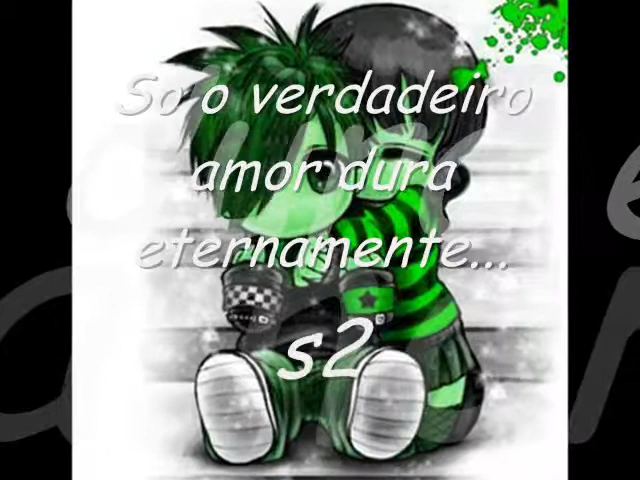 So o verdadeiro
amor dura
eternamente...
s2